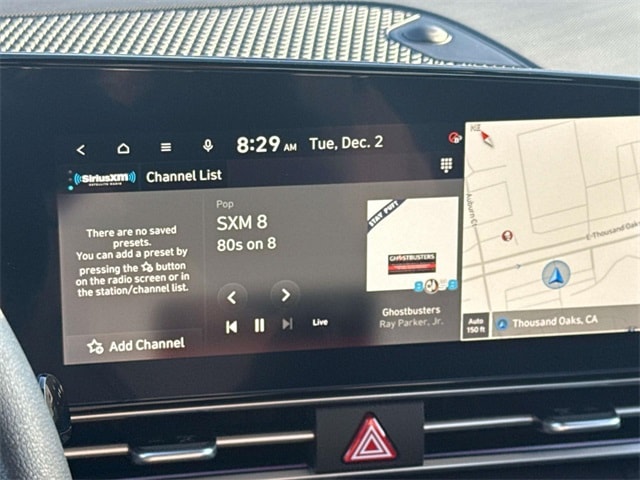 8:29 AM Tue, Dec. 2
SiriusXM
SATELLITE RADIO
Channel List
There are no saved
presets.
You can add a preset by
pressing the button
on the radio screen or in
the station/channel list.
Add Channel
Pop
SXM 8
80s on 8
Live
STAY PUFT
GHOSTBUSTERS
Ghostbusters
Ray Parker, Jr.
Auburn Ct
E Thousand Oaks
Auto
150 ft
Thousand Oaks, CA